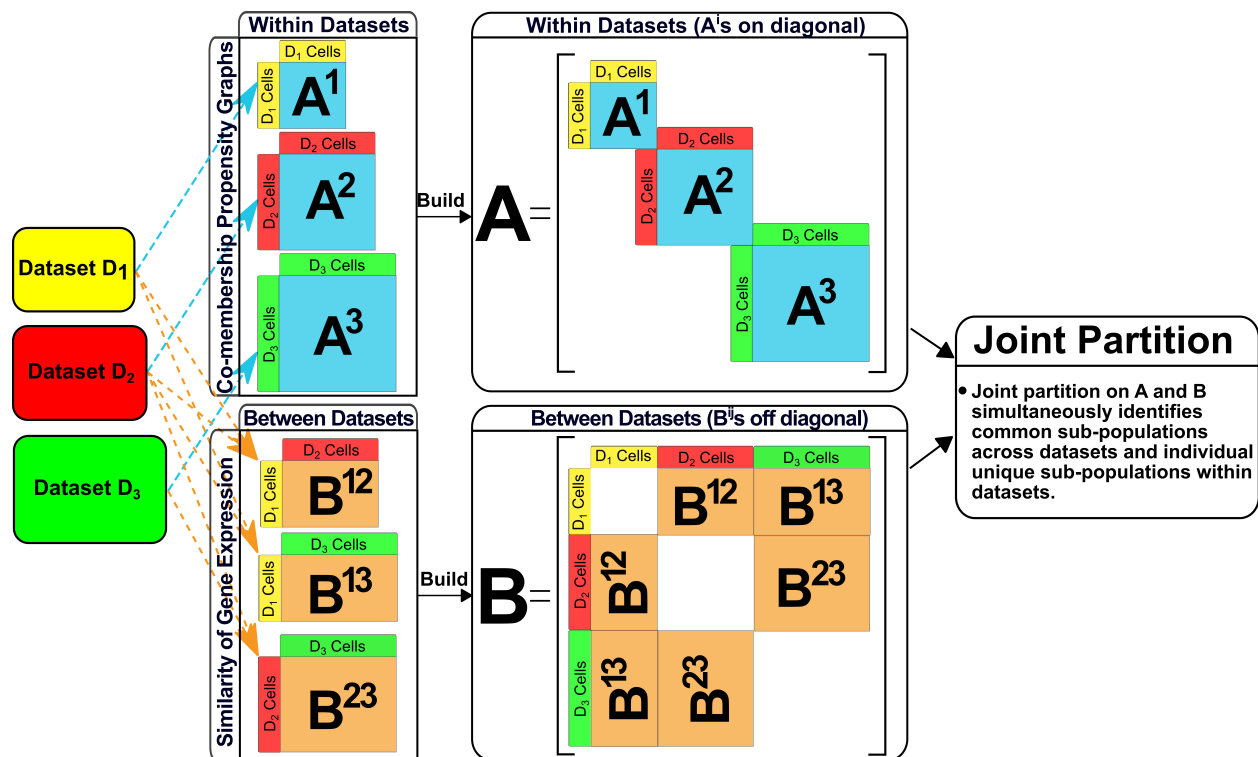 Dataset D1
Dataset D2
Dataset D3
Within Datasets
Co-membership Propensity Graphs
D1 Cells
D1 Cells
A1
D2 Cells
D2 Cells
A2
D3 Cells
D3 Cells
A3
Build
Within Datasets (Ai's on diagonal)
A=
D1 Cells
D1 Cells
A1
D2 Cells
D2 Cells
A2
D3 Cells
D3 Cells
A3
Between Datasets
Similarity of Gene Expression
D2 Cells
D1 Cells
B12
D3 Cells
D1 Cells
B13
D3 Cells
D2 Cells
B23
Build
Between Datasets (Bij's off diagonal)
B=
D1 Cells
D2 Cells
D3 Cells
D1 Cells
B12
B13
D2 Cells
B12
B23
D3 Cells
B13
B23
Joint Partition
• Joint partition on A and B
simultaneously identifies
common sub-populations
across datasets and individual
unique sub-populations within
datasets.